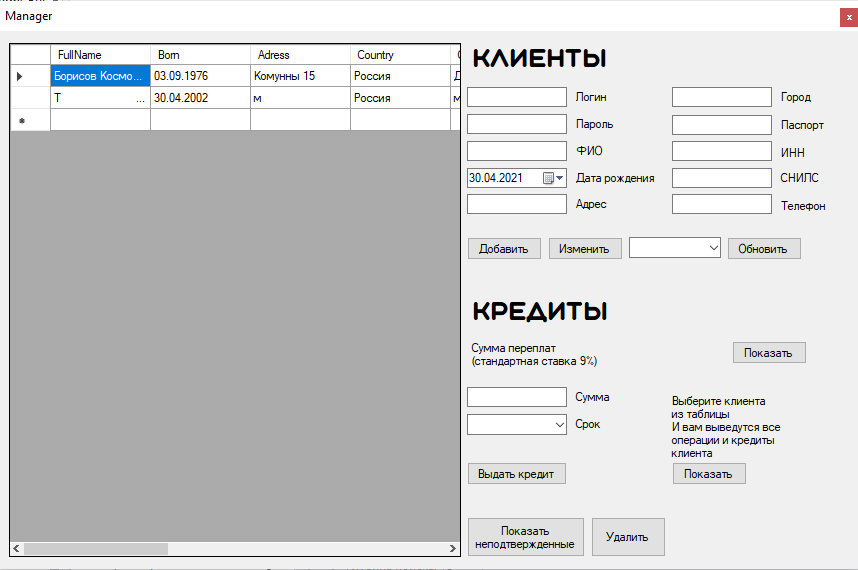 Manager
FullName Born Adress Country
Борисов Космо... 03.09.1976 Комунны 15 Россия
Т ... 30.04.2002 м Россия м
КЛИЕНТЫ
Логин Город
Пароль Паспорт
ФИО ИНН
30.04.2021 Дата рождения СНИЛС
Адрес Телефон
Добавить Изменить Обновить
КРЕДИТЫ
Сумма переплат
(стандартная ставка 9%)
Показать
Сумма
Срок
Выберите клиента
из таблицы
И вам выведутся все
операции и кредиты
клиента
Выдать кредит Показать
Показать
неподтвержденные
Удалить